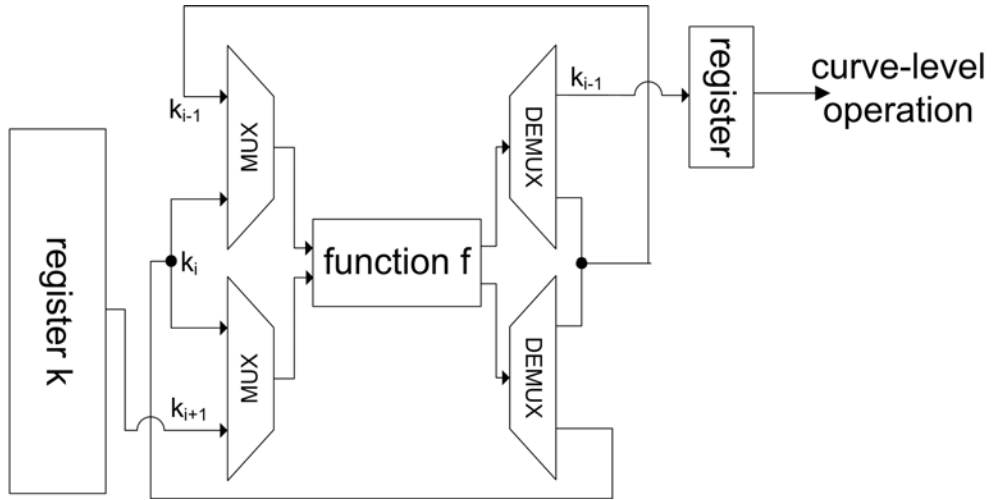 k_{i-1}
register
curve-level
operation
k_{i-1}
MUX
DEMUX
register k
k_i
function f
k_{i+1}
MUX
DEMUX